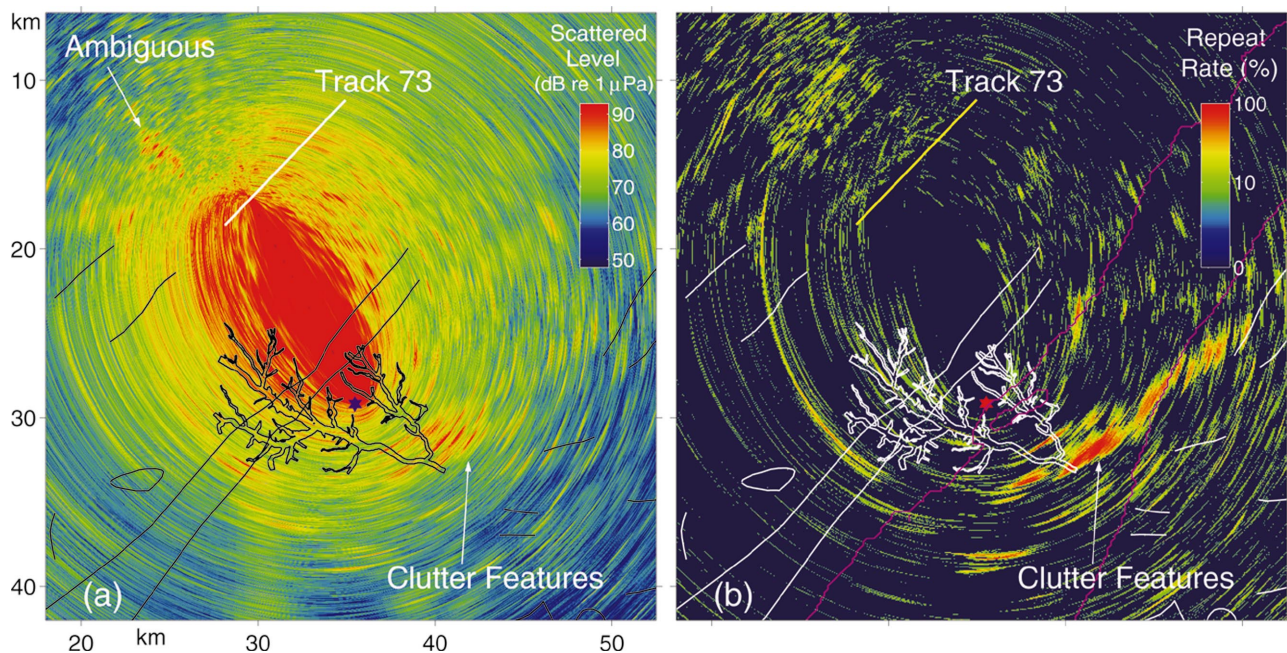 km
10
20
30
40
20
km
30
40
50
Ambiguous
Track 73
Scattered
Level
(dB re 1 μPa)
90
80
70
60
50
Clutter Features
(a)
Track 73
Repeat
Rate (%)
100
10
0
Clutter Features
(b)